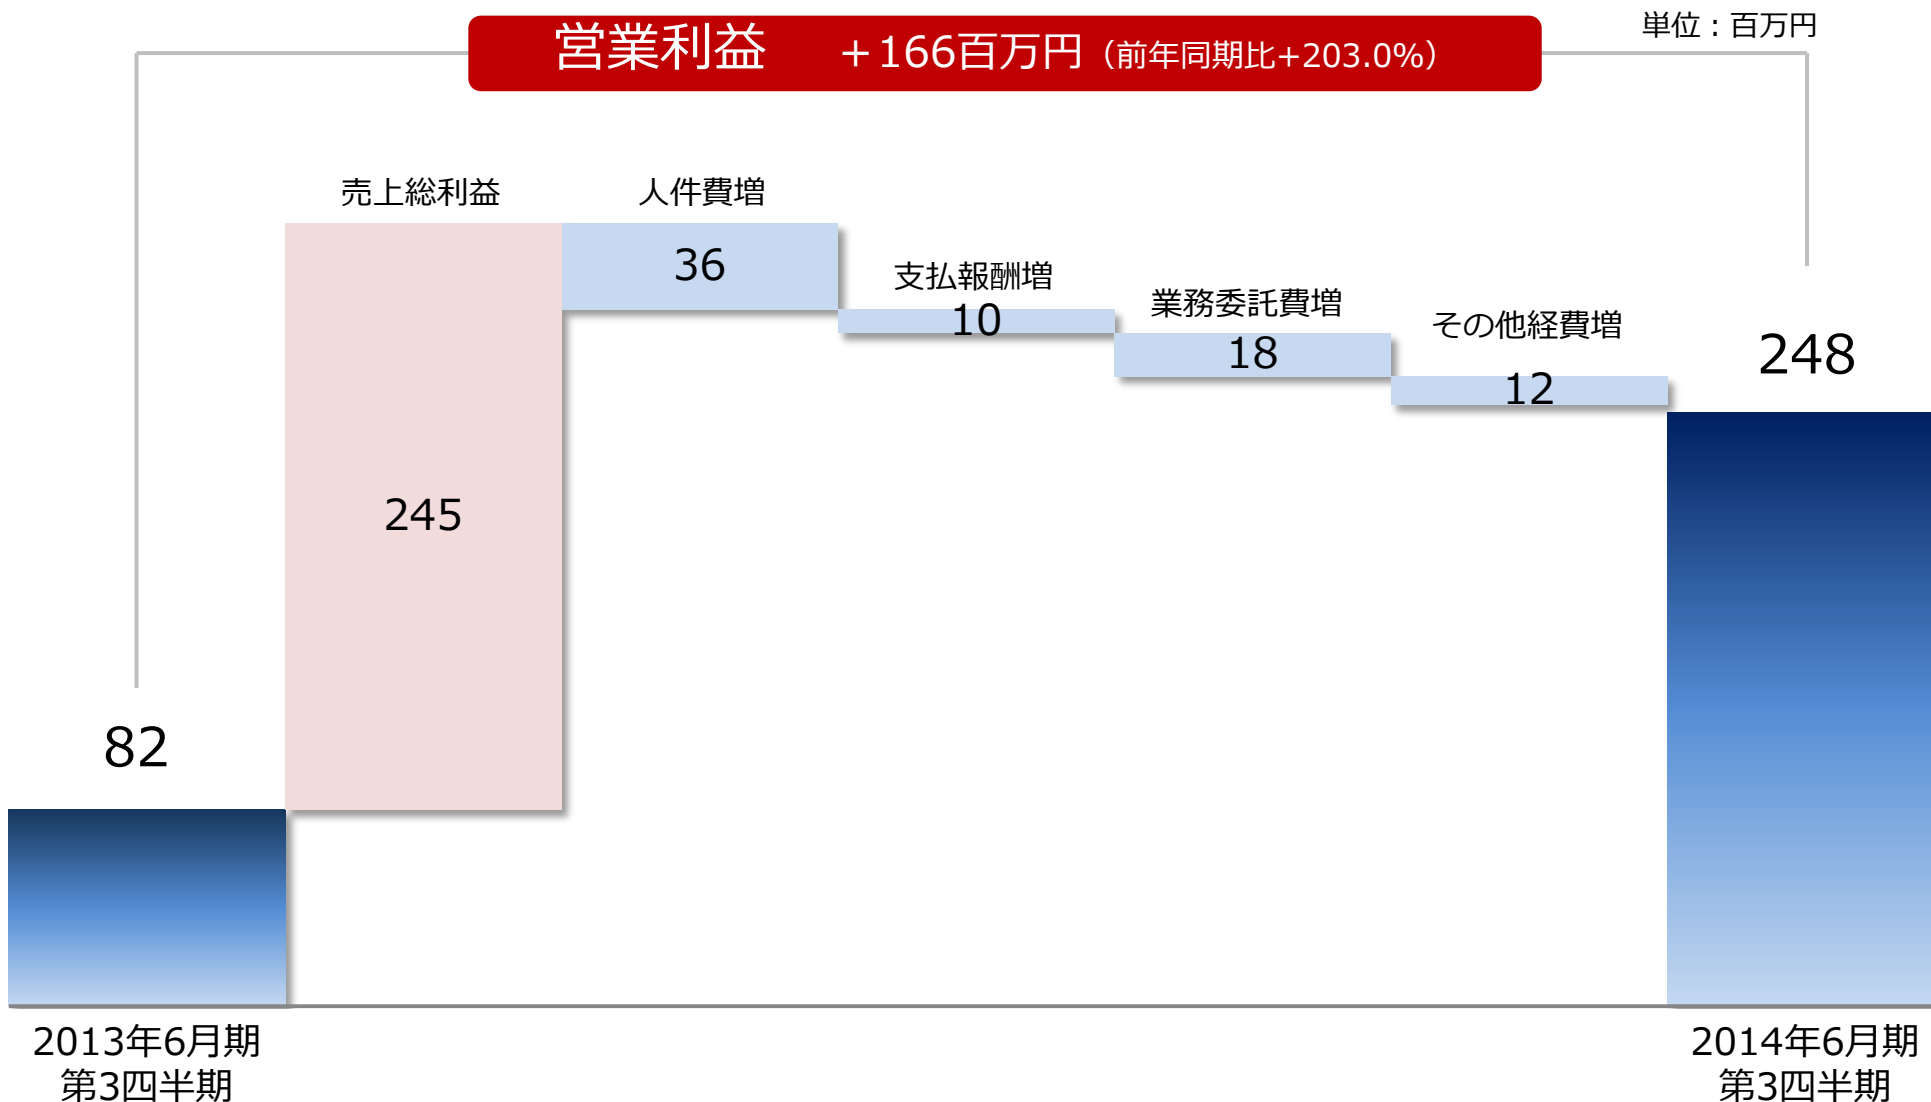 営業利益 +166百万円（前年同期比+203.0%）
単位：百万円
売上総利益
245
人件費増
36
支払報酬増
10
業務委託費増
18
その他経費増
12
82
248
2013年6月期
第3四半期
2014年6月期
第3四半期